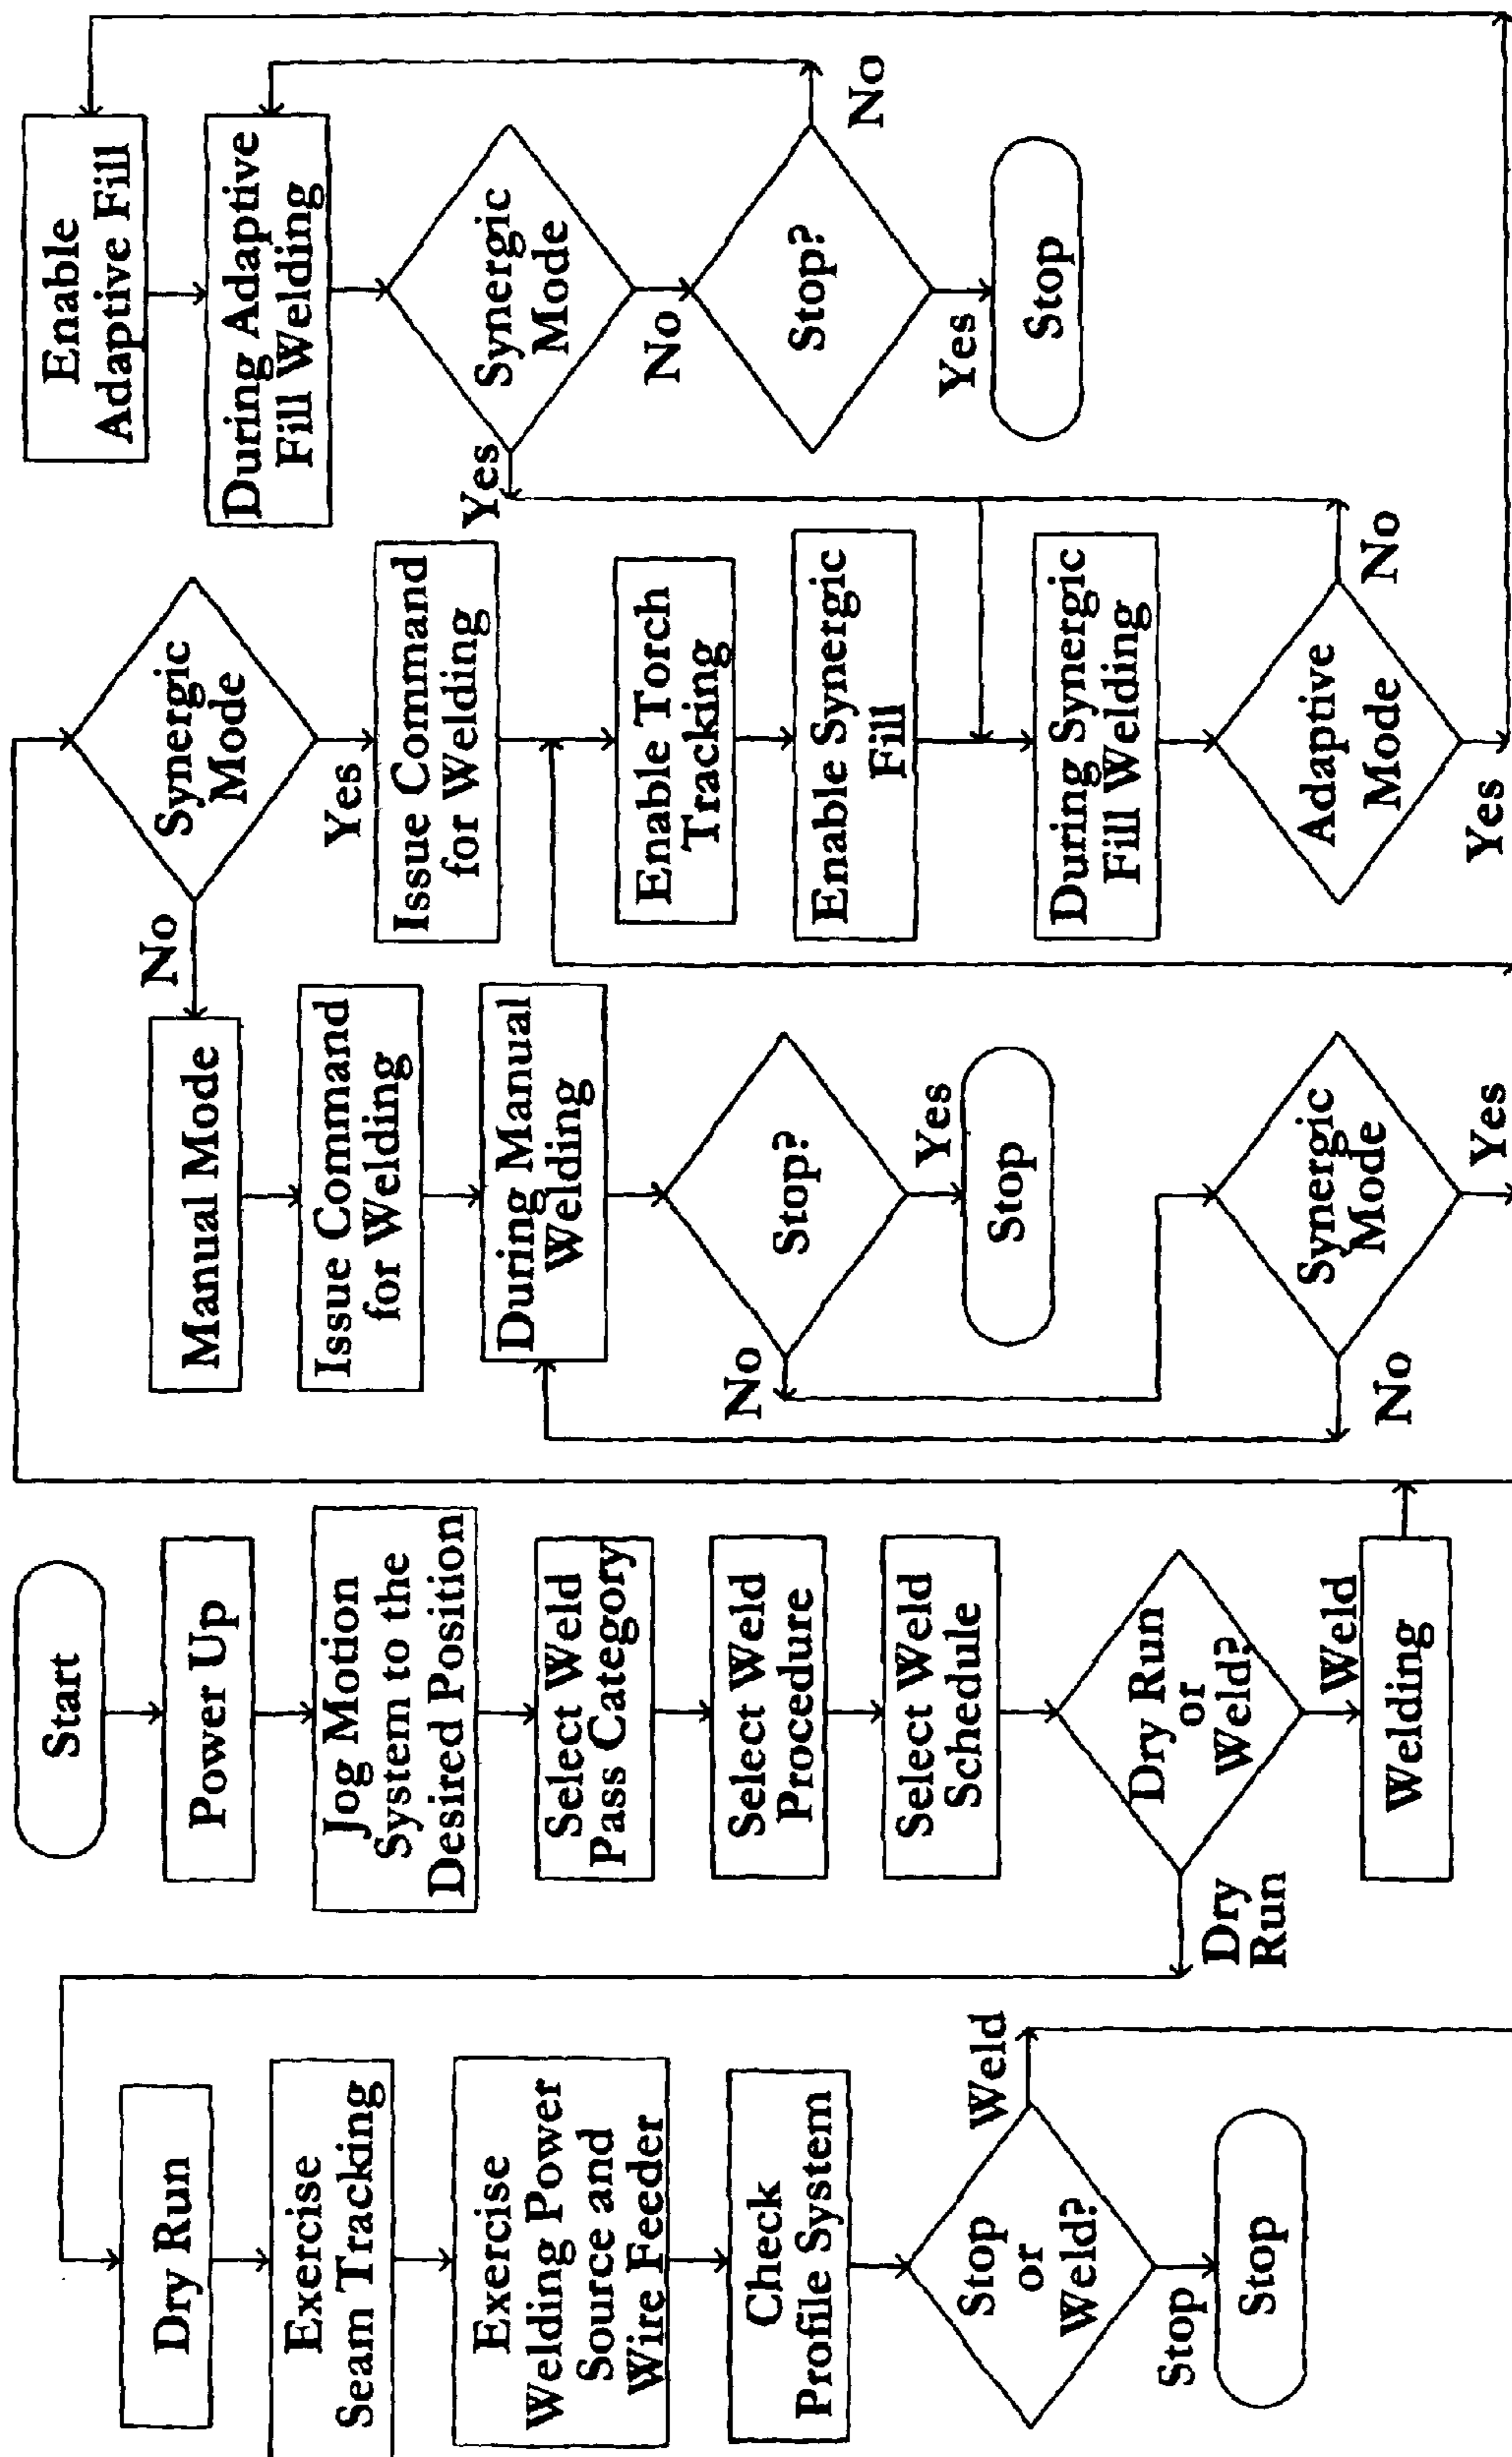 Dry Run
Exercise
Seam Tracking
Exercise
Welding Power
Source and
Wire Feeder
Check
Profile System
Stop
or
Weld?
Weld
Stop
Stop
Start
Power Up
Jog Motion
System to the
Desired Position
Select Weld
Pass Category
Select Weld
Procedure
Select Weld
Schedule
Dry Run
or
Weld?
Dry
Run
Weld
Welding
Manual Mode
Issue Command
for Welding
During Manual
Welding
Stop?
No
Yes
Stop
Synergic
Mode
No
Yes
Synergic
Mode
No
Yes
Issue Command
for Welding
Enable Torch
Tracking
Enable Synergic
Fill
During Synergic
Fill Welding
Adaptive
Mode
No
Yes
Enable
Adaptive Fill
During Adaptive
Fill Welding
Synergic
Mode
Yes
No
Stop?
No
Yes
Stop